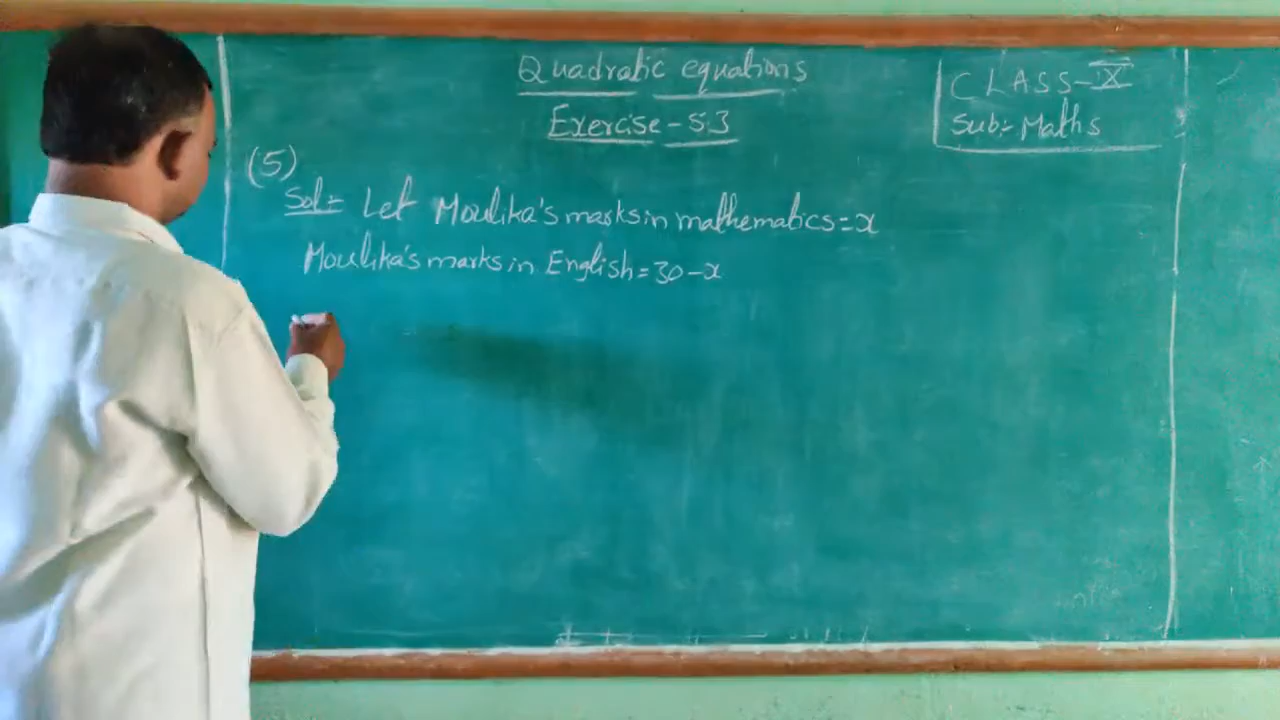 Quadratic equations
Exercise - 5.3
CLASS - X
Sub:- Maths
(5)
Sol:- Let Moulika's marks in mathematics = x
Moulika's marks in English = 30 - x